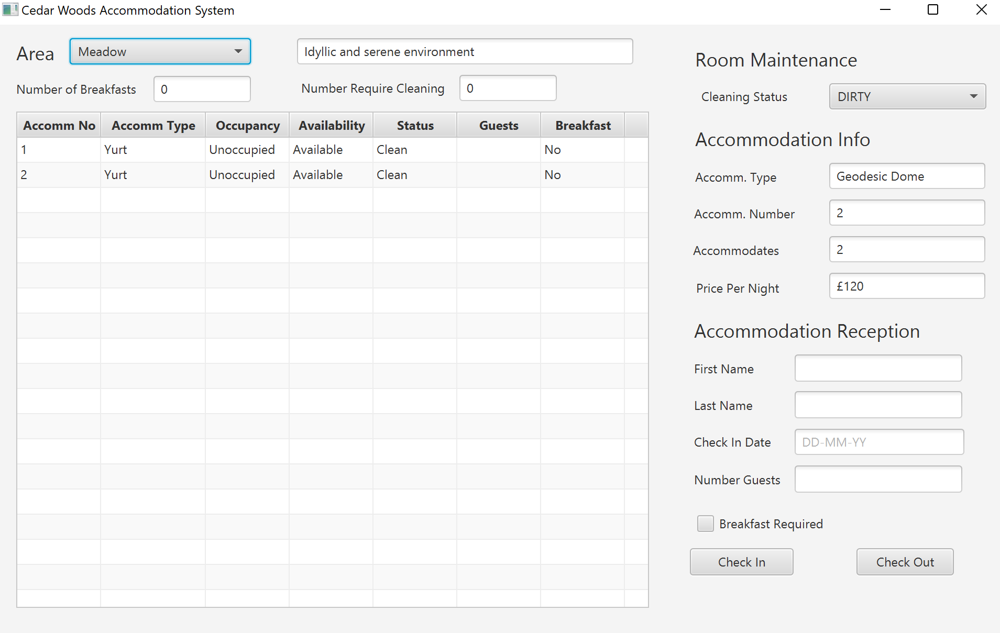 Cedar Woods Accommodation System
Area Meadow Idyllic and serene environment
Number of Breakfasts 0 Number Require Cleaning 0
Accomm No Accomm Type Occupancy Availability Status Guests Breakfast
1 Yurt Unoccupied Available Clean No
2 Yurt Unoccupied Available Clean No
Room Maintenance
Cleaning Status DIRTY
Accommodation Info
Accomm. Type Geodesic Dome
Accomm. Number 2
Accommodates 2
Price Per Night £120
Accommodation Reception
First Name
Last Name
Check In Date DD-MM-YY
Number Guests
Breakfast Required
Check In Check Out